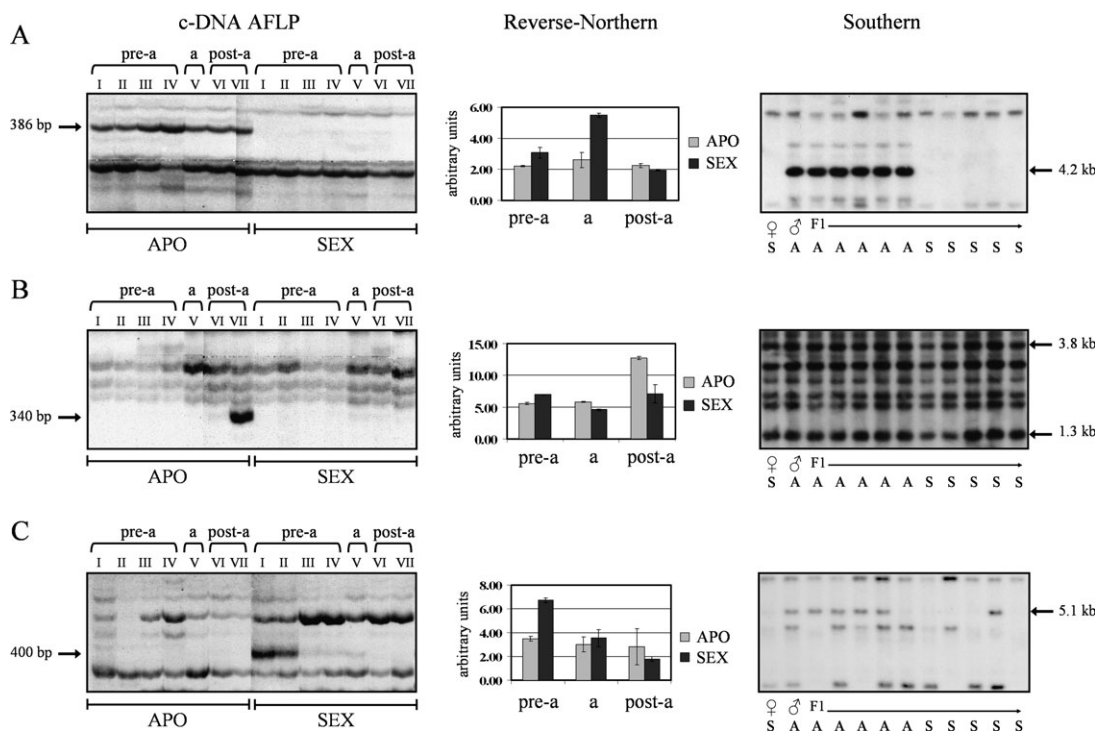 c-DNA AFLP Reverse-Northern Southern
A
pre-a a post-a pre-a a post-a
I II III IV V VI VII I II III IV V VI VII
386 bp
APO SEX
6.00
4.00
2.00
0.00
arbitrary units
pre-a a post-a
APO
SEX
4.2 kb
♀ ♂ F1
S A A A A A A S S S S S
B
pre-a a post-a pre-a a post-a
I II III IV V VI VII I II III IV V VI VII
340 bp
APO SEX
15.00
10.00
5.00
0.00
arbitrary units
pre-a a post-a
APO
SEX
3.8 kb
1.3 kb
♀ ♂ F1
S A A A A A A S S S S S
C
pre-a a post-a pre-a a post-a
I II III IV V VI VII I II III IV V VI VII
400 bp
APO SEX
8.00
6.00
4.00
2.00
0.00
arbitrary units
pre-a a post-a
APO
SEX
5.1 kb
♀ ♂ F1
S A A A A A A S S S S S